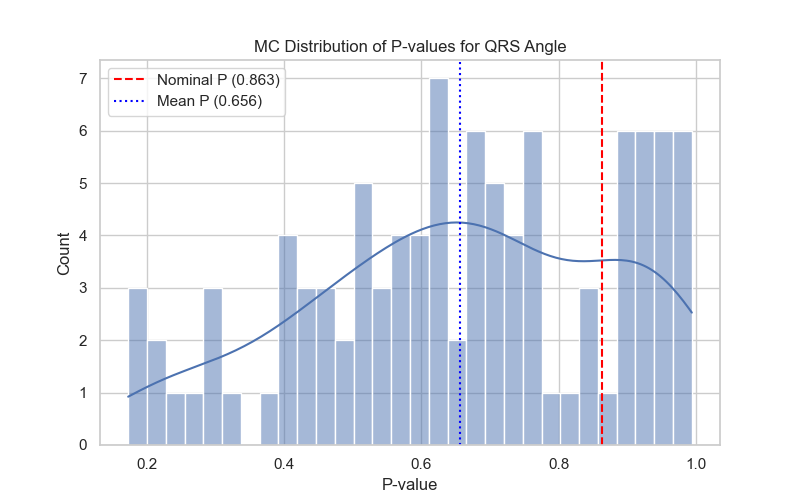 MC Distribution of P-values for QRS Angle
Nominal P (0.863)
Mean P (0.656)
Count
7
6
5
4
3
2
1
0
0.2 0.4 0.6 0.8 1.0
P-value